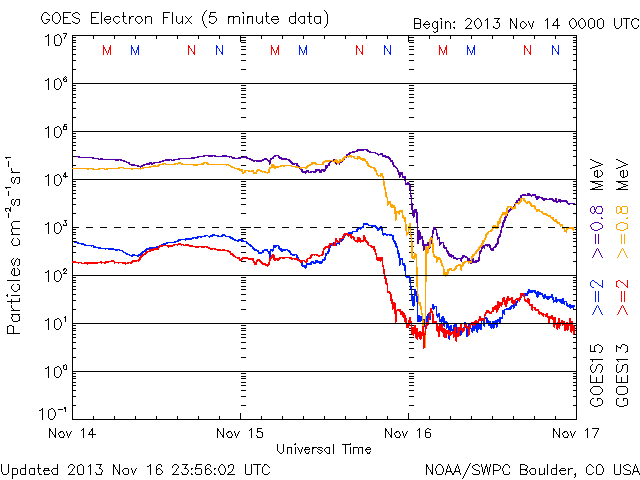 GOES Electron Flux (5 minute data)
Begin: 2013 Nov 14 0000 UTC
10⁷
M M N N M M N N M M N N
10⁶
10⁵
10⁴
10³
10²
10¹
10⁰
10⁻¹
Particles cm⁻²s⁻¹sr⁻¹
Nov 14 Nov 15 Nov 16 Nov 17
Universal Time
GOES15 >=2 >=0.8 MeV
GOES13 >=2 >=0.8 MeV
Updated 2013 Nov 16 23:56:02 UTC
NOAA/SWPC Boulder, CO USA